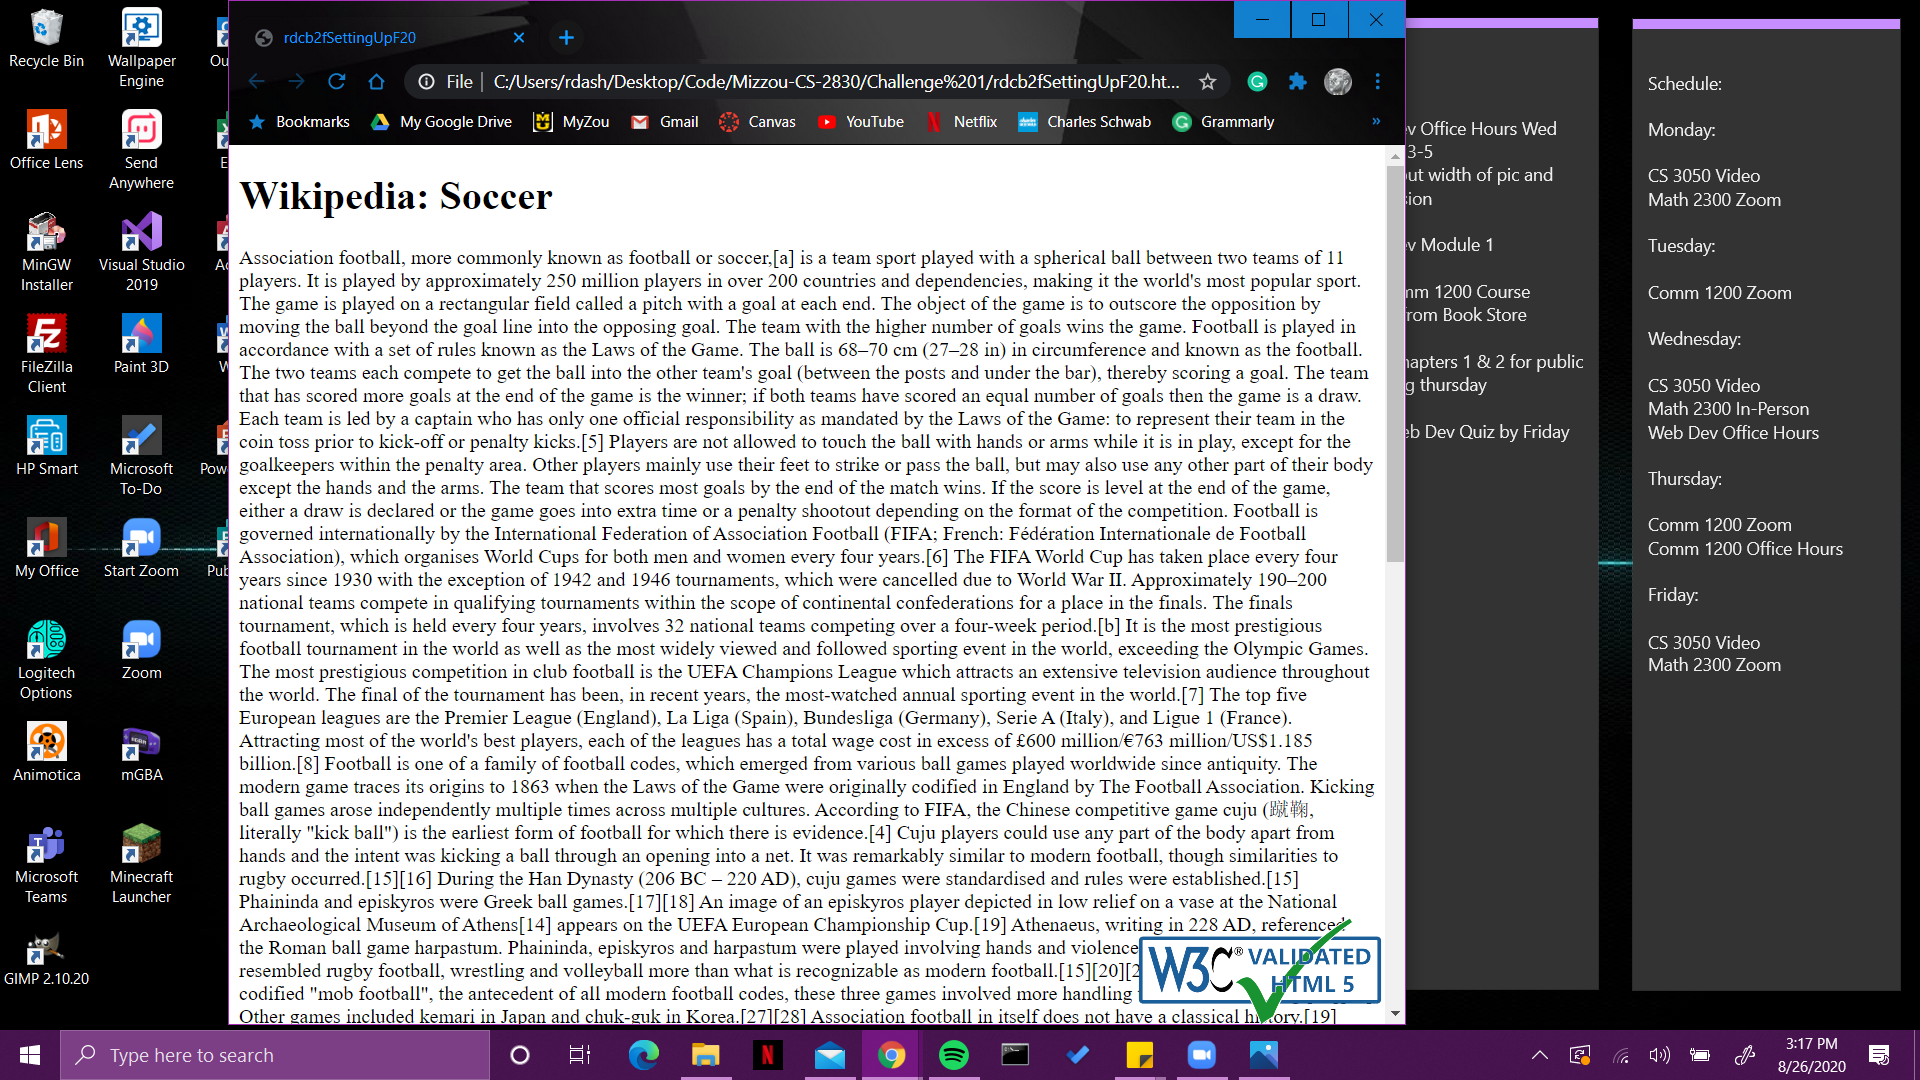 Recycle Bin
Wallpaper
Engine
Ou
Office Lens
Send
Anywhere
E
MinGW
Installer
Visual Studio
2019
Ac
FileZilla
Client
Paint 3D
W
HP Smart
Microsoft
To-Do
Pow
My Office
Start Zoom
Pub
Logitech
Options
Zoom
Animotica
mGBA
Microsoft
Teams
Minecraft
Launcher
GIMP 2.10.20
rdcb2fSettingUpF20
File | C:/Users/rdash/Desktop/Code/Mizzou-CS-2830/Challenge%201/rdcb2fSettingUpF20.ht...
Bookmarks My Google Drive MyZou Gmail Canvas YouTube Netflix Charles Schwab Grammarly »
Wikipedia: Soccer
Association football, more commonly known as football or soccer,[a] is a team sport played with a spherical ball between two teams of 11
players. It is played by approximately 250 million players in over 200 countries and dependencies, making it the world's most popular sport.
The game is played on a rectangular field called a pitch with a goal at each end. The object of the game is to outscore the opposition by
moving the ball beyond the goal line into the opposing goal. The team with the higher number of goals wins the game. Football is played in
accordance with a set of rules known as the Laws of the Game. The ball is 68–70 cm (27–28 in) in circumference and known as the football.
The two teams each compete to get the ball into the other team's goal (between the posts and under the bar), thereby scoring a goal. The team
that has scored more goals at the end of the game is the winner; if both teams have scored an equal number of goals then the game is a draw.
Each team is led by a captain who has only one official responsibility as mandated by the Laws of the Game: to represent their team in the
coin toss prior to kick-off or penalty kicks.[5] Players are not allowed to touch the ball with hands or arms while it is in play, except for the
goalkeepers within the penalty area. Other players mainly use their feet to strike or pass the ball, but may also use any other part of their body
except the hands and the arms. The team that scores most goals by the end of the match wins. If the score is level at the end of the game,
either a draw is declared or the game goes into extra time or a penalty shootout depending on the format of the competition. Football is
governed internationally by the International Federation of Association Football (FIFA; French: Fédération Internationale de Football
Association), which organises World Cups for both men and women every four years.[6] The FIFA World Cup has taken place every four
years since 1930 with the exception of 1942 and 1946 tournaments, which were cancelled due to World War II. Approximately 190–200
national teams compete in qualifying tournaments within the scope of continental confederations for a place in the finals. The finals
tournament, which is held every four years, involves 32 national teams competing over a four-week period.[b] It is the most prestigious
football tournament in the world as well as the most widely viewed and followed sporting event in the world, exceeding the Olympic Games.
The most prestigious competition in club football is the UEFA Champions League which attracts an extensive television audience throughout
the world. The final of the tournament has been, in recent years, the most-watched annual sporting event in the world.[7] The top five
European leagues are the Premier League (England), La Liga (Spain), Bundesliga (Germany), Serie A (Italy), and Ligue 1 (France).
Attracting most of the world's best players, each of the leagues has a total wage cost in excess of £600 million/€763 million/US$1.185
billion.[8] Football is one of a family of football codes, which emerged from various ball games played worldwide since antiquity. The
modern game traces its origins to 1863 when the Laws of the Game were originally codified in England by The Football Association. Kicking
ball games arose independently multiple times across multiple cultures. According to FIFA, the Chinese competitive game cuju (蹴鞠,
literally "kick ball") is the earliest form of football for which there is evidence.[4] Cuju players could use any part of the body apart from
hands and the intent was kicking a ball through an opening into a net. It was remarkably similar to modern football, though similarities to
rugby occurred.[15][16] During the Han Dynasty (206 BC – 220 AD), cuju games were standardised and rules were established.[15]
Phaininda and episkyros were Greek ball games.[17][18] An image of an episkyros player depicted in low relief on a vase at the National
Archaeological Museum of Athens[14] appears on the UEFA European Championship Cup.[19] Athenaeus, writing in 228 AD, referenced
the Roman ball game harpastum. Phaininda, episkyros and harpastum were played involving hands and violence
resembled rugby football, wrestling and volleyball more than what is recognizable as modern football.[15][20][2
codified "mob football", the antecedent of all modern football codes, these three games involved more handling
Other games included kemari in Japan and chuk-guk in Korea.[27][28] Association football in itself does not have a classical history.[19]
W3C® VALIDATED
HTML 5
ev Office Hours Wed
3-5
out width of pic and
sion
ev Module 1
mm 1200 Course
from Book Store
hapters 1 & 2 for public
g thursday
eb Dev Quiz by Friday
Schedule:
Monday:
CS 3050 Video
Math 2300 Zoom
Tuesday:
Comm 1200 Zoom
Wednesday:
CS 3050 Video
Math 2300 In-Person
Web Dev Office Hours
Thursday:
Comm 1200 Zoom
Comm 1200 Office Hours
Friday:
CS 3050 Video
Math 2300 Zoom
Type here to search
3:17 PM
8/26/2020